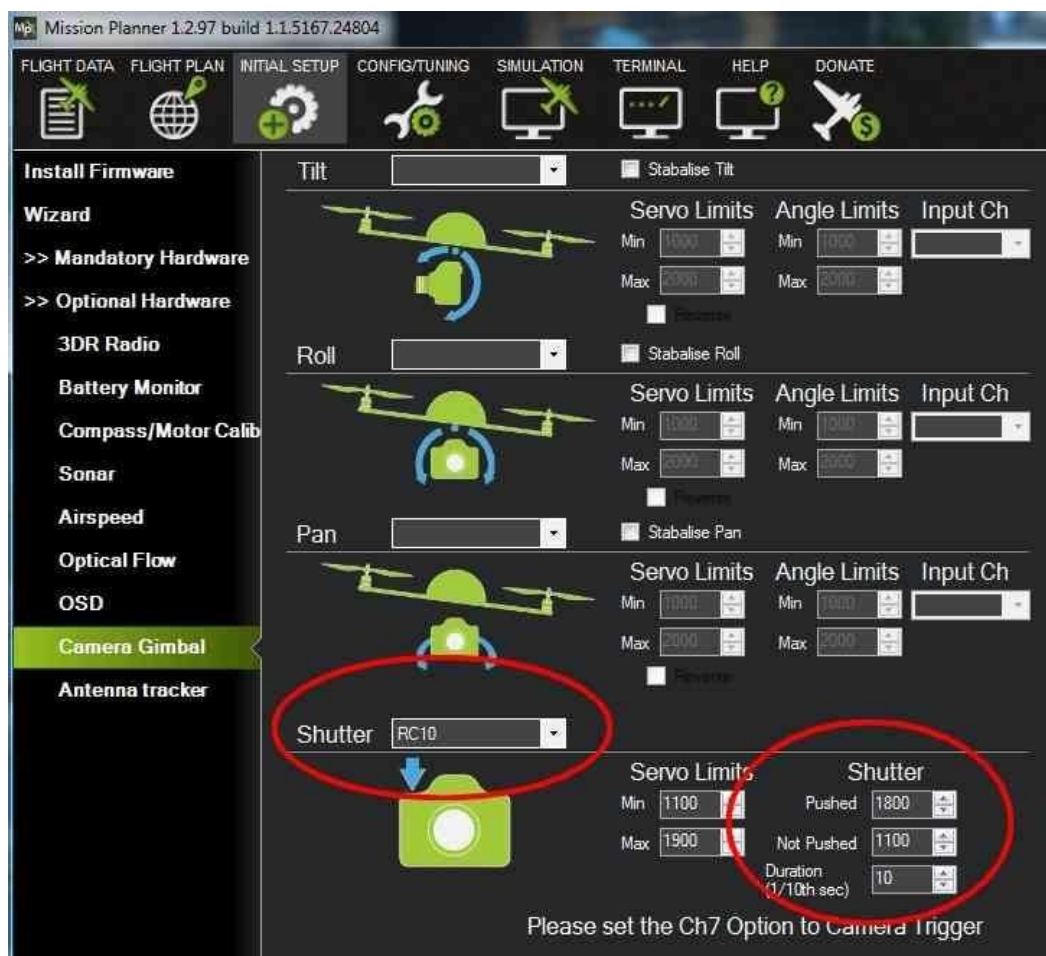 Mission Planner 1.2.97 build 1.1.5167.24804
FLIGHT DATA FLIGHT PLAN INITIAL SETUP CONFIG/TUNING SIMULATION TERMINAL HELP DONATE
Install Firmware
Wizard
>> Mandatory Hardware
>> Optional Hardware
3DR Radio
Battery Monitor
Compass/Motor Calib
Sonar
Airspeed
Optical Flow
OSD
Camera Gimbal
Antenna tracker
Tilt Stabalise Tilt
Servo Limits Angle Limits Input Ch
Min 1000 Min 1000
Max 2000 Max 2000
Reverse
Roll Stabalise Roll
Servo Limits Angle Limits Input Ch
Min 1000 Min 1000
Max 2000 Max 2000
Reverse
Pan Stabalise Pan
Servo Limits Angle Limits Input Ch
Min 1000 Min 1000
Max 2000 Max 2000
Reverse
Shutter RC10
Servo Limits Shutter
Min 1100 Pushed 1800
Max 1900 Not Pushed 1100
Duration
(1/10th sec) 10
Please set the Ch7 Option to Camera Trigger